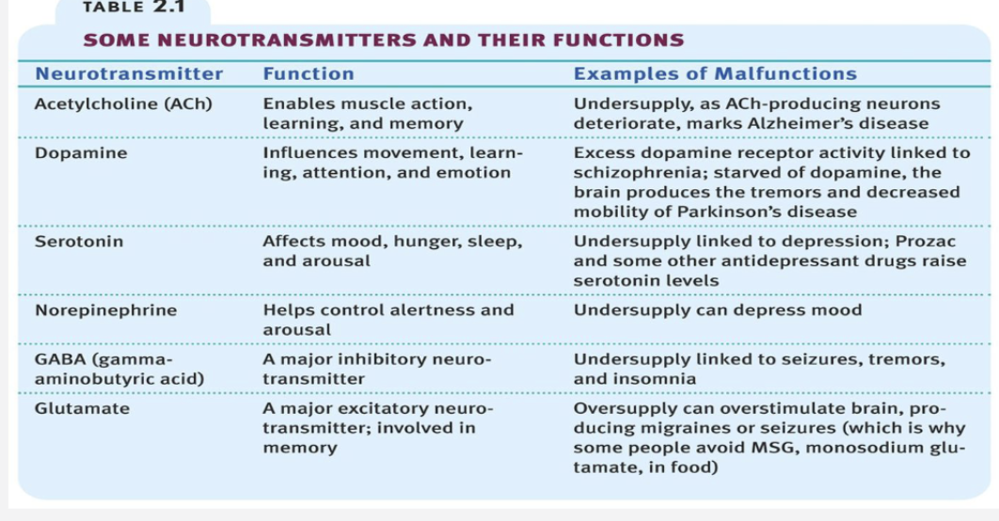 TABLE 2.1
SOME NEUROTRANSMITTERS AND THEIR FUNCTIONS
Neurotransmitter Function Examples of Malfunctions
Acetylcholine (ACh) Enables muscle action, Undersupply, as ACh-producing neurons
learning, and memory deteriorate, marks Alzheimer’s disease
Dopamine Influences movement, learn- Excess dopamine receptor activity linked to
ing, attention, and emotion schizophrenia; starved of dopamine, the
brain produces the tremors and decreased
mobility of Parkinson’s disease
Serotonin Affects mood, hunger, sleep, Undersupply linked to depression; Prozac
and arousal and some other antidepressant drugs raise
serotonin levels
Norepinephrine Helps control alertness and Undersupply can depress mood
arousal
GABA (gamma- A major inhibitory neuro- Undersupply linked to seizures, tremors,
aminobutyric acid) transmitter and insomnia
Glutamate A major excitatory neuro- Oversupply can overstimulate brain, pro-
transmitter; involved in ducing migraines or seizures (which is why
memory some people avoid MSG, monosodium glu-
tamate, in food)